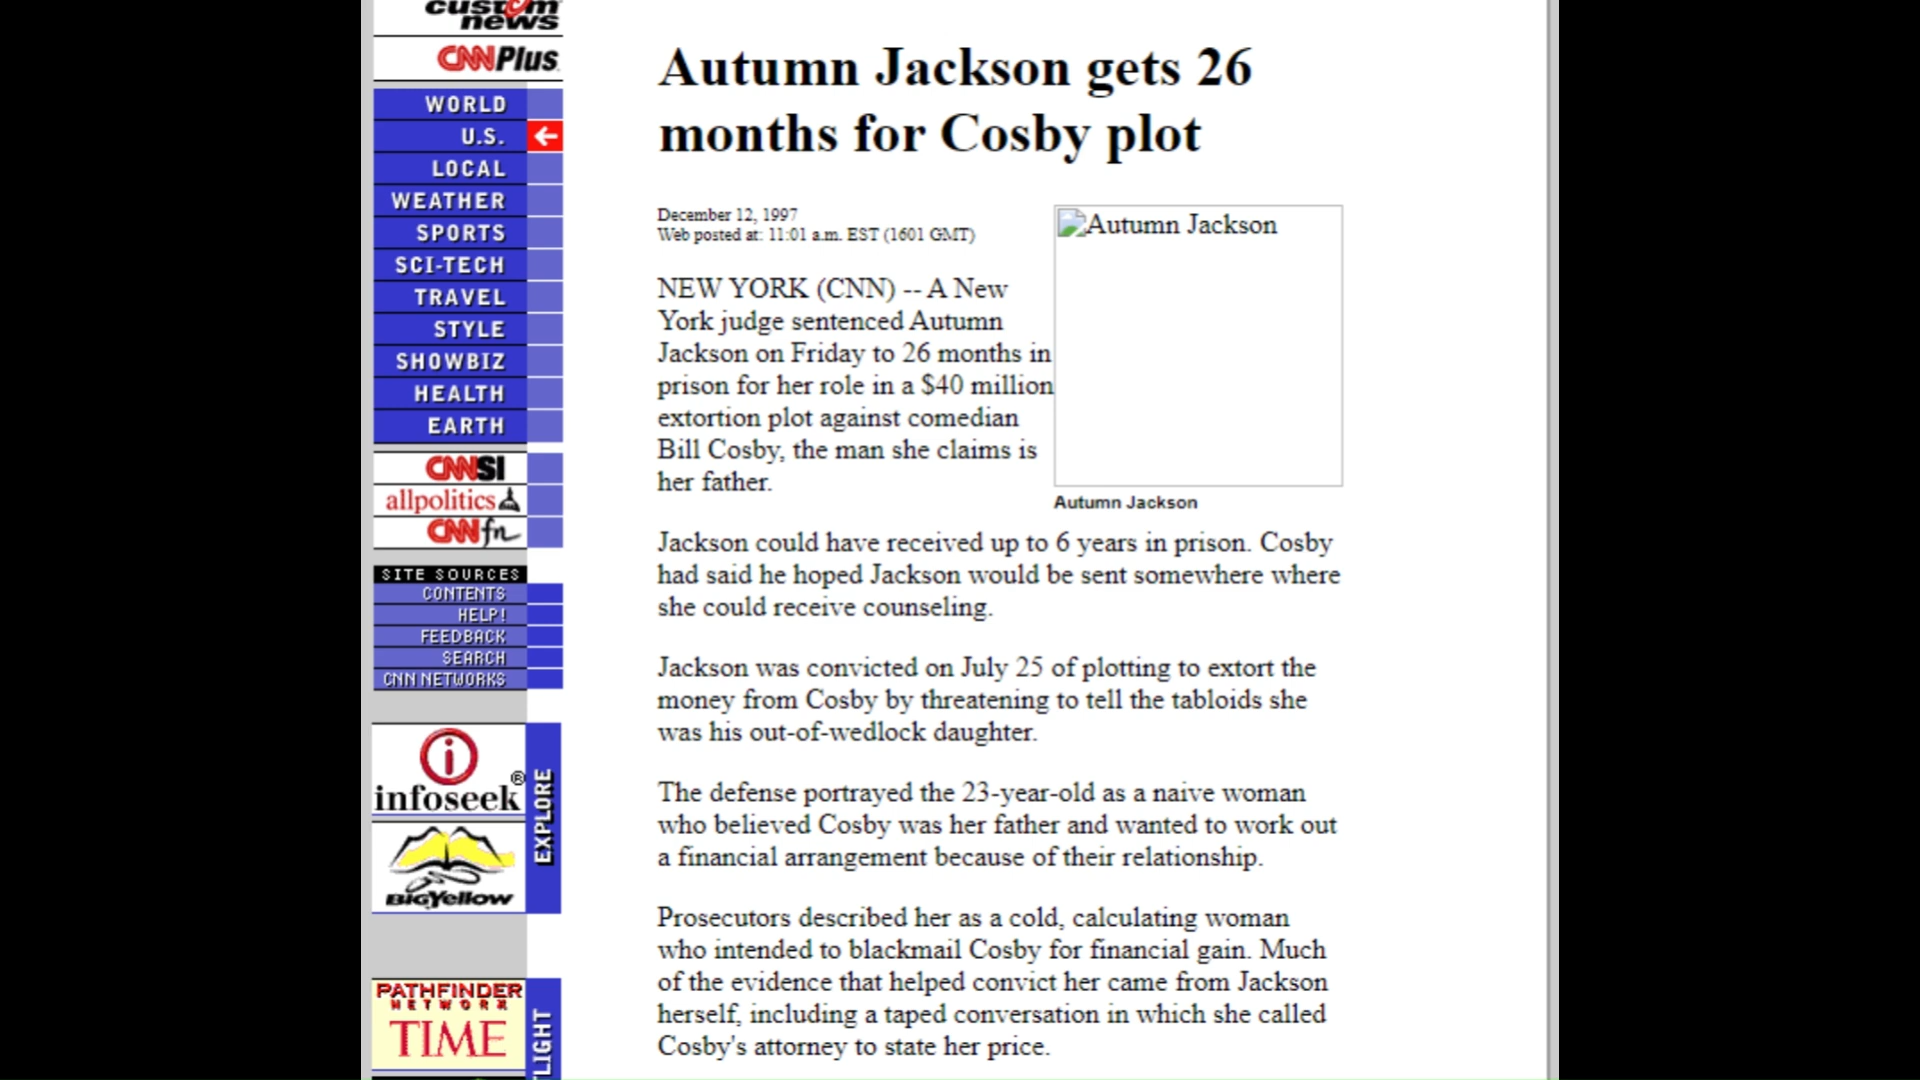 custom
news
CNNPlus
WORLD
U.S.
LOCAL
WEATHER
SPORTS
SCI-TECH
TRAVEL
STYLE
SHOWBIZ
HEALTH
EARTH
CNNSI
allpolitics
CNNfn
SITE SOURCES
CONTENTS
HELP!
FEEDBACK
SEARCH
CNN NETWORKS
infoseek®
EXPLORE
BigYellow
PATHFINDER
NETWORK
TIME
TLIGHT
Autumn Jackson gets 26
months for Cosby plot
December 12, 1997
Web posted at: 11:01 a.m. EST (1601 GMT)
Autumn Jackson
Autumn Jackson
NEW YORK (CNN) -- A New
York judge sentenced Autumn
Jackson on Friday to 26 months in
prison for her role in a $40 million
extortion plot against comedian
Bill Cosby, the man she claims is
her father.
Jackson could have received up to 6 years in prison. Cosby
had said he hoped Jackson would be sent somewhere where
she could receive counseling.
Jackson was convicted on July 25 of plotting to extort the
money from Cosby by threatening to tell the tabloids she
was his out-of-wedlock daughter.
The defense portrayed the 23-year-old as a naive woman
who believed Cosby was her father and wanted to work out
a financial arrangement because of their relationship.
Prosecutors described her as a cold, calculating woman
who intended to blackmail Cosby for financial gain. Much
of the evidence that helped convict her came from Jackson
herself, including a taped conversation in which she called
Cosby's attorney to state her price.